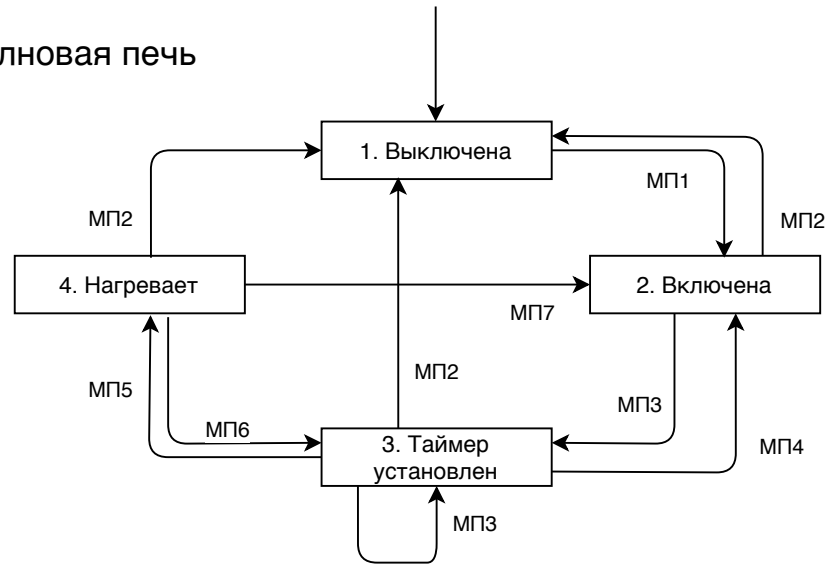 лновая печь
1. Выключена
МП1
МП2
МП2
4. Нагревает
2. Включена
МП7
МП2
МП5
МП3
МП6
3. Таймер
установлен
МП4
МП3